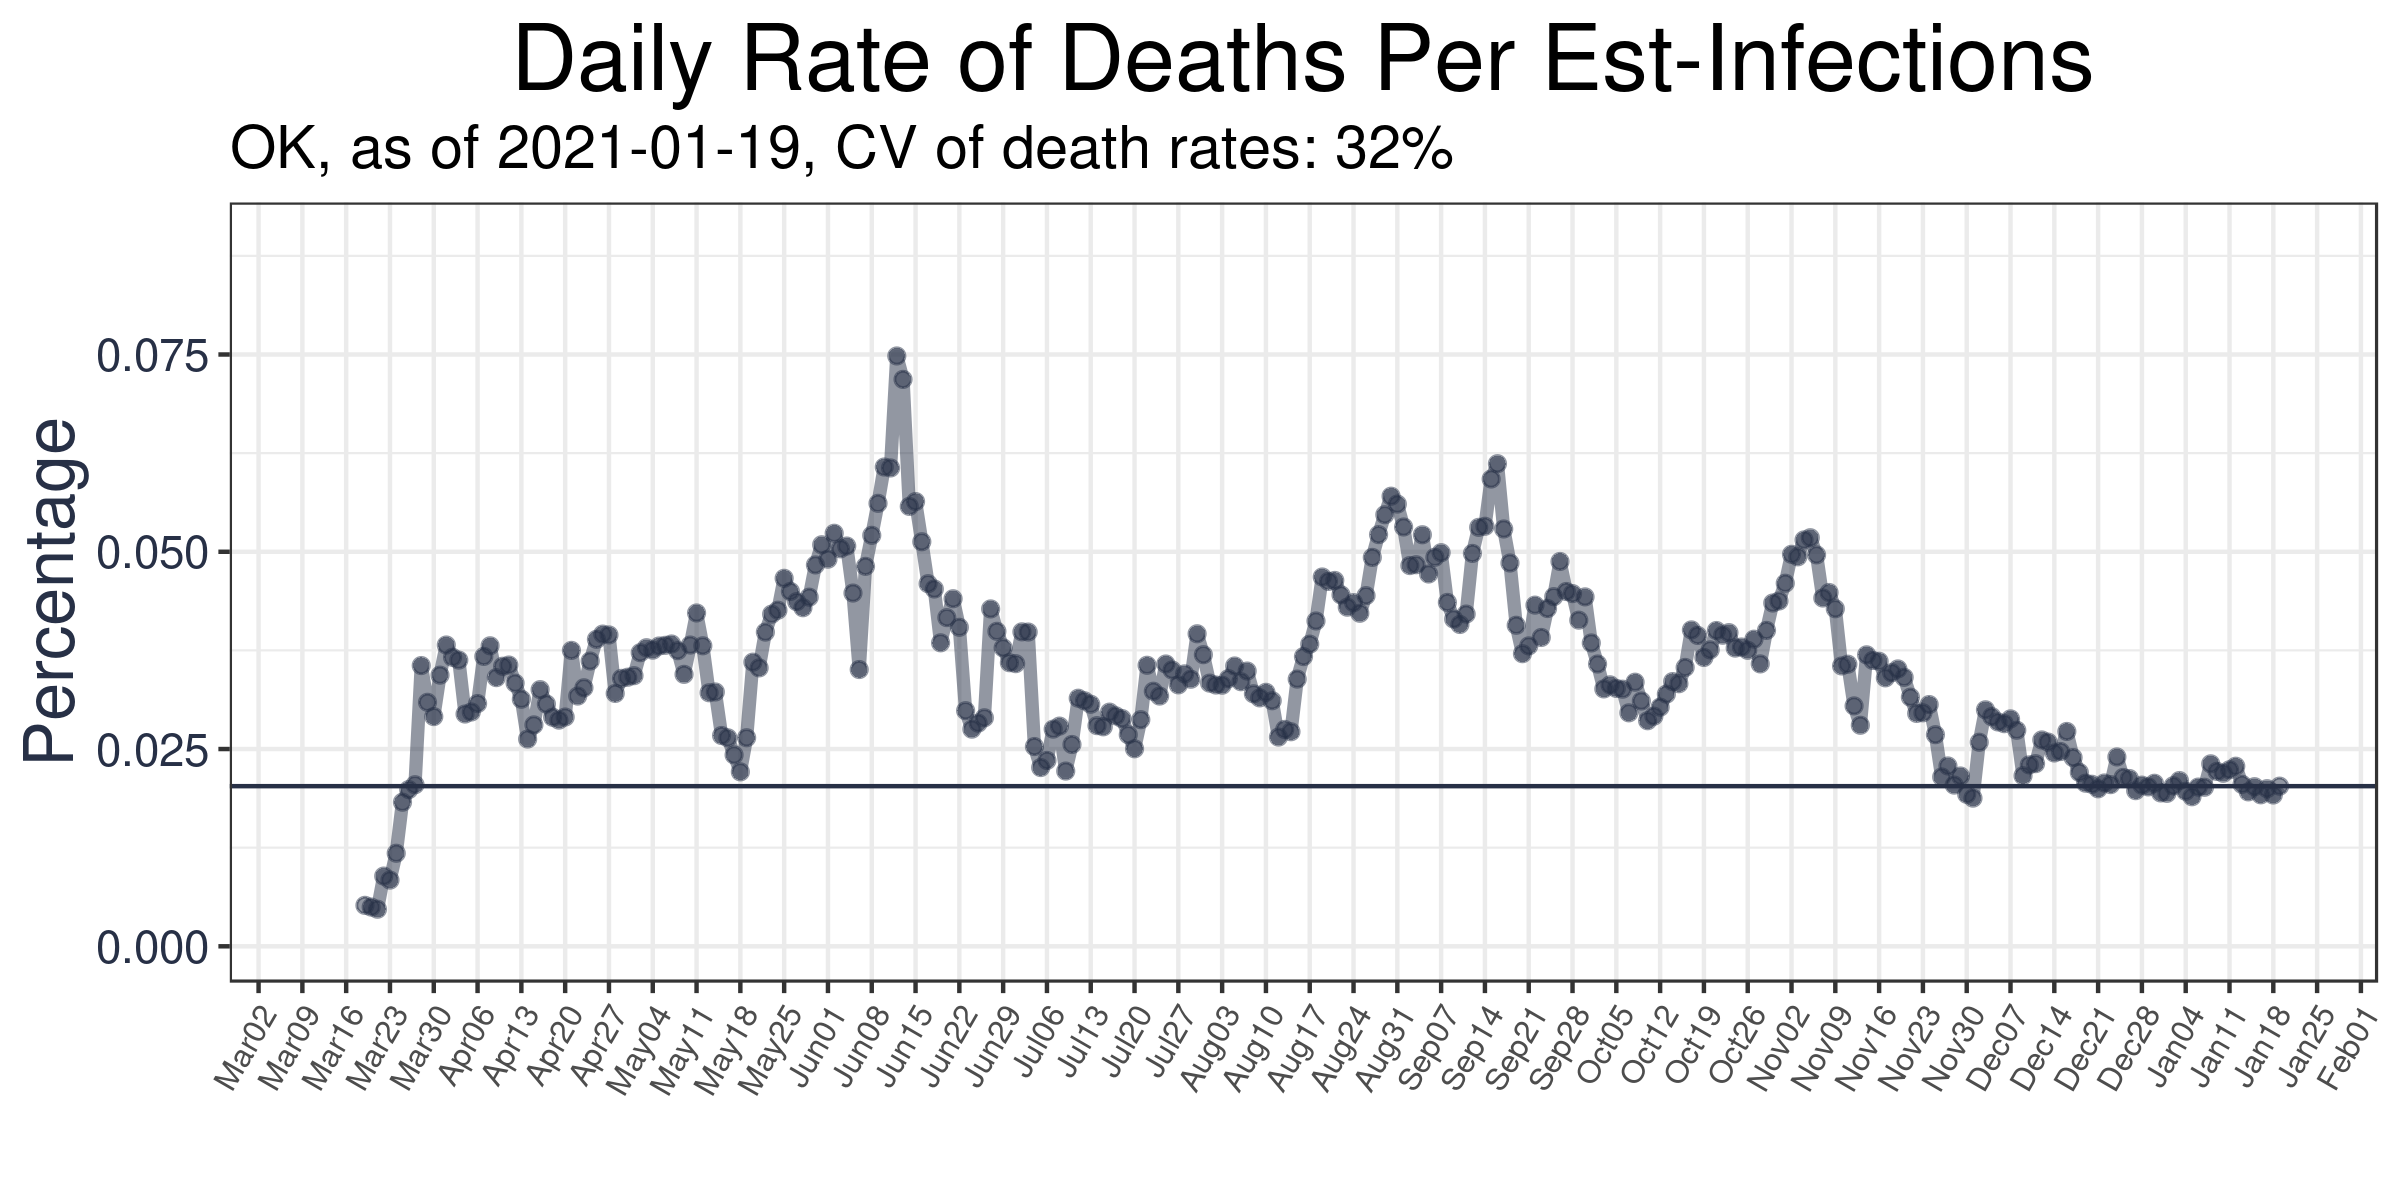 Daily Rate of Deaths Per Est-Infections
OK, as of 2021-01-19, CV of death rates: 32%
Percentage
0.075
0.050
0.025
0.000
Mar02
Mar09
Mar16
Mar23
Mar30
Apr06
Apr13
Apr20
Apr27
May04
May11
May18
May25
Jun01
Jun08
Jun15
Jun22
Jun29
Jul06
Jul13
Jul20
Jul27
Aug03
Aug10
Aug17
Aug24
Aug31
Sep07
Sep14
Sep21
Sep28
Oct05
Oct12
Oct19
Oct26
Nov02
Nov09
Nov16
Nov23
Nov30
Dec07
Dec14
Dec21
Dec28
Jan04
Jan11
Jan18
Jan25
Feb01